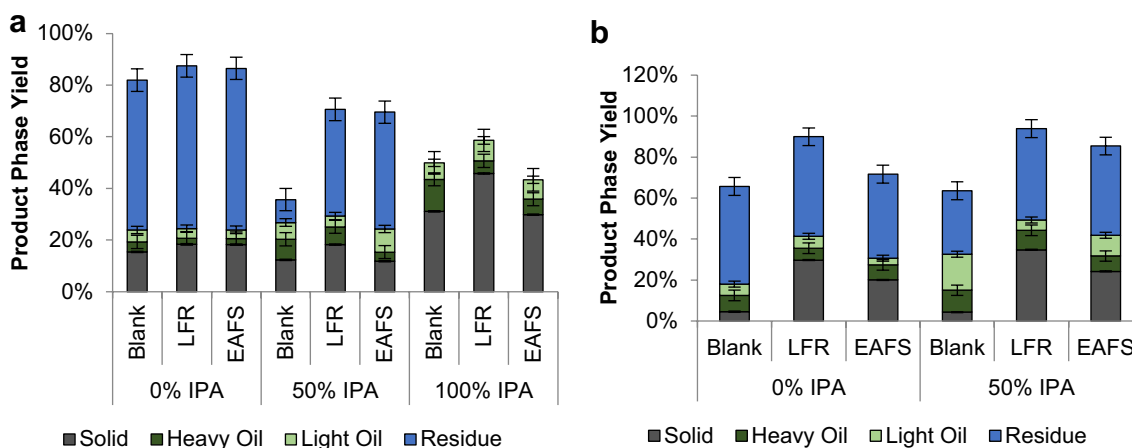 a
Product Phase Yield
100%
80%
60%
40%
20%
0%
Blank LFR EAFS Blank LFR EAFS Blank LFR EAFS
0% IPA 50% IPA 100% IPA
Solid Heavy Oil Light Oil Residue
b
Product Phase Yield
120%
100%
80%
60%
40%
20%
0%
Blank LFR EAFS Blank LFR EAFS
0% IPA 50% IPA
Solid Heavy Oil Light Oil Residue